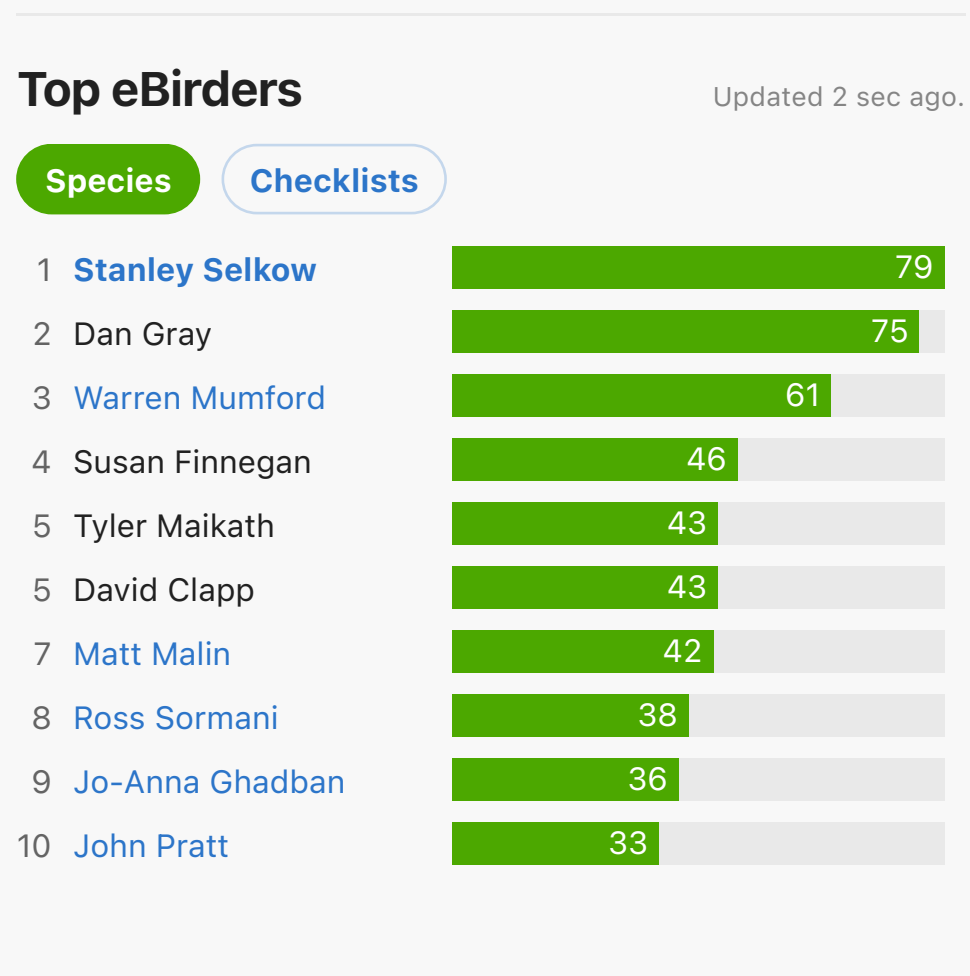 Top eBirders
Updated 2 sec ago.
Species Checklists
1 Stanley Selkow 79
2 Dan Gray 75
3 Warren Mumford 61
4 Susan Finnegan 46
5 Tyler Maikath 43
5 David Clapp 43
7 Matt Malin 42
8 Ross Sormani 38
9 Jo-Anna Ghadban 36
10 John Pratt 33